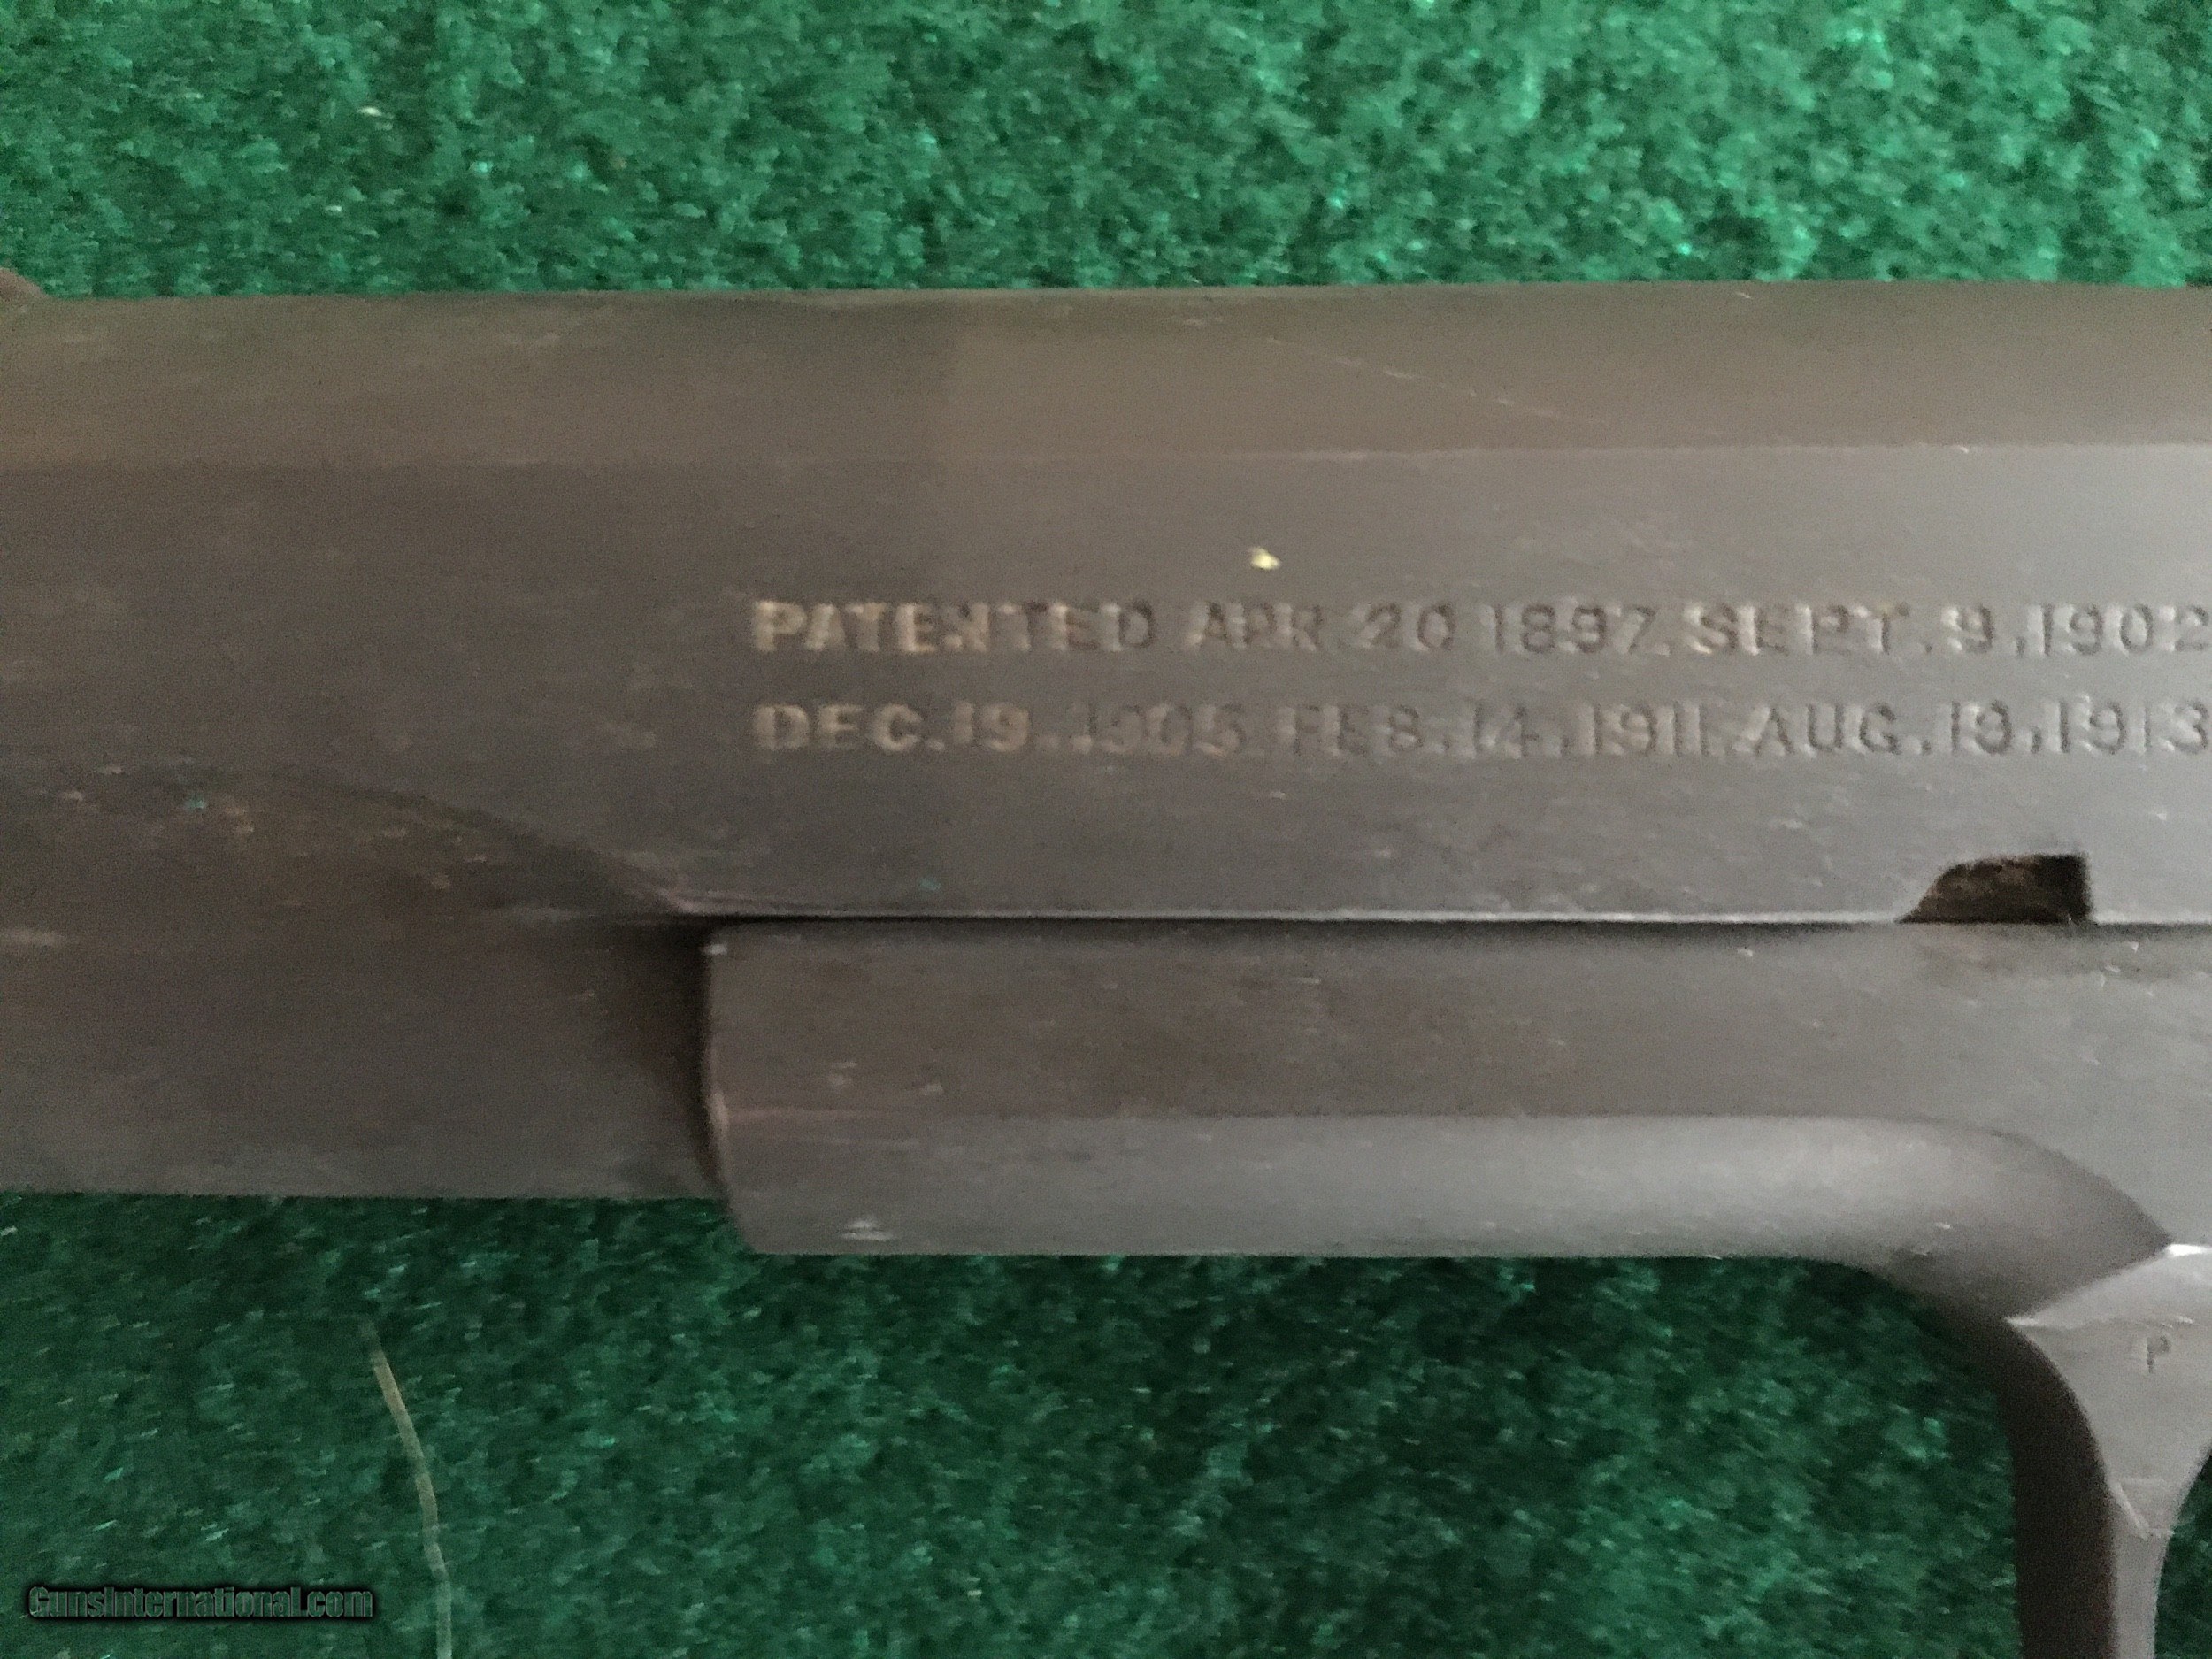 PATENTED APR. 20 1897. SEPT. 9, 1902
DEC. 19. 1905 FEB. 14. 1911 AUG. 19, 1913
P
GunsInternational.com